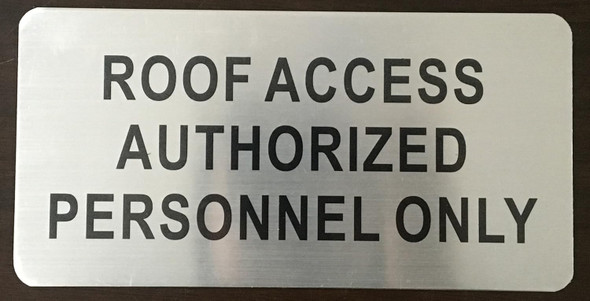 ROOF ACCESS
AUTHORIZED
PERSONNEL ONLY